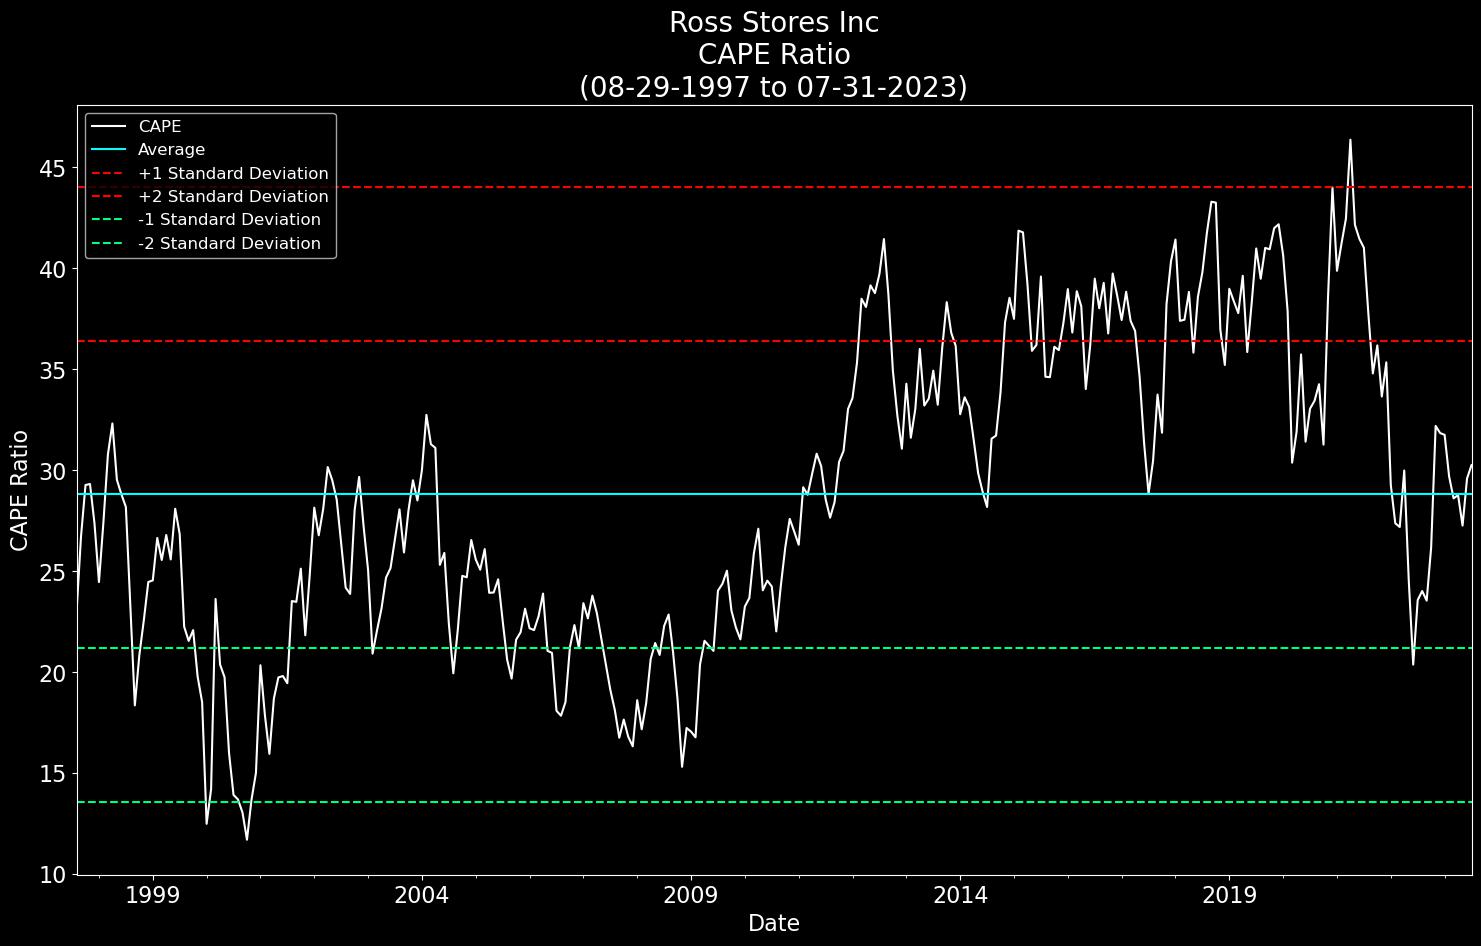 Ross Stores Inc
CAPE Ratio
(08-29-1997 to 07-31-2023)
CAPE
Average
+1 Standard Deviation
+2 Standard Deviation
-1 Standard Deviation
-2 Standard Deviation
45
40
35
30
25
20
15
10
CAPE Ratio
1999 2004 2009 2014 2019
Date